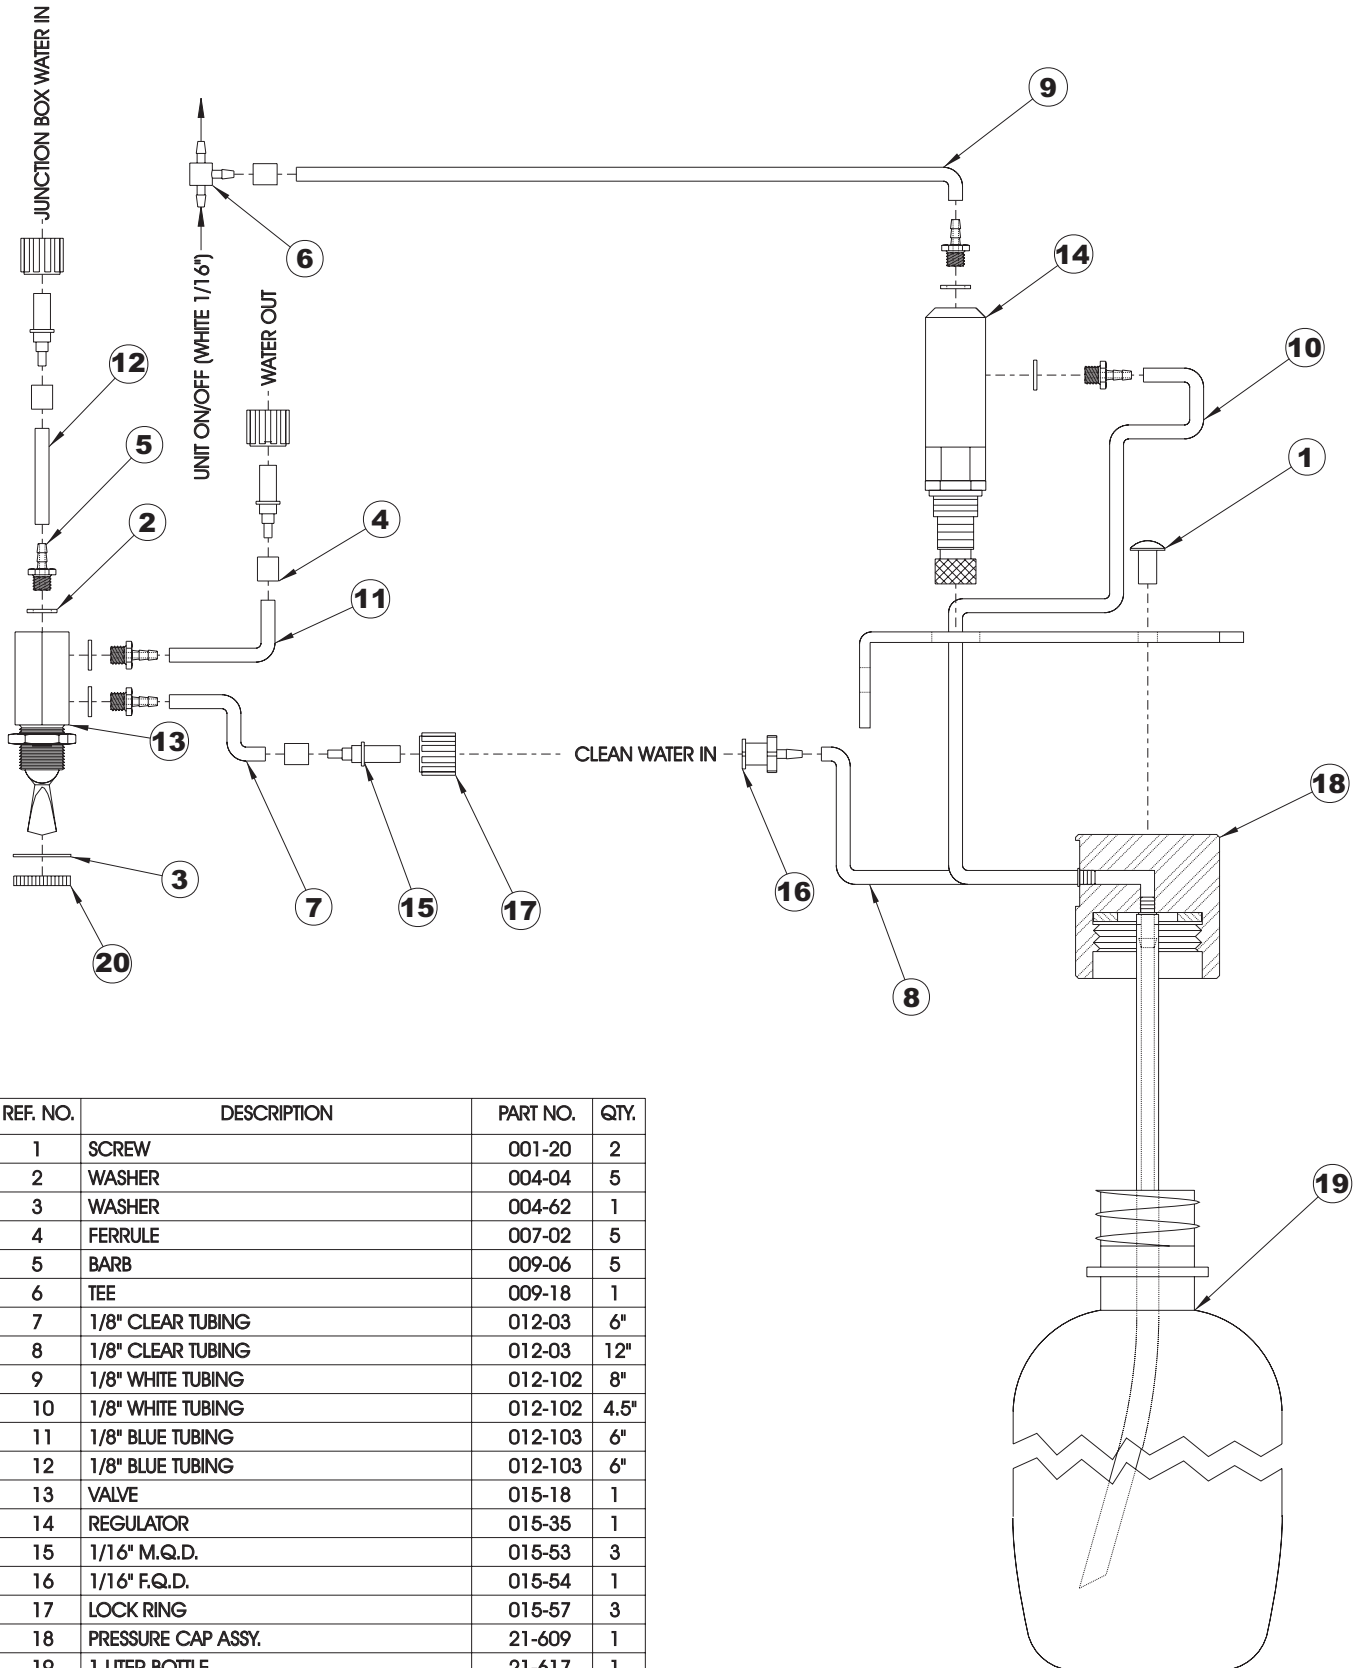 JUNCTION BOX WATER IN
9
6
14
UNIT ON/OFF (WHITE 1/16")
WATER OUT
12
10
5
1
2
4
11
13
CLEAN WATER IN
18
3
7
15
17
16
20
8
19
REF. NO. DESCRIPTION PART NO. QTY.
1 SCREW 001-20 2
2 WASHER 004-04 5
3 WASHER 004-62 1
4 FERRULE 007-02 5
5 BARB 009-06 5
6 TEE 009-18 1
7 1/8" CLEAR TUBING 012-03 6"
8 1/8" CLEAR TUBING 012-03 12"
9 1/8" WHITE TUBING 012-102 8"
10 1/8" WHITE TUBING 012-102 4.5"
11 1/8" BLUE TUBING 012-103 6"
12 1/8" BLUE TUBING 012-103 6"
13 VALVE 015-18 1
14 REGULATOR 015-35 1
15 1/16" M.Q.D. 015-53 3
16 1/16" F.Q.D. 015-54 1
17 LOCK RING 015-57 3
18 PRESSURE CAP ASSY. 21-609 1
19 1 LITER BOTTLE 21-617 1